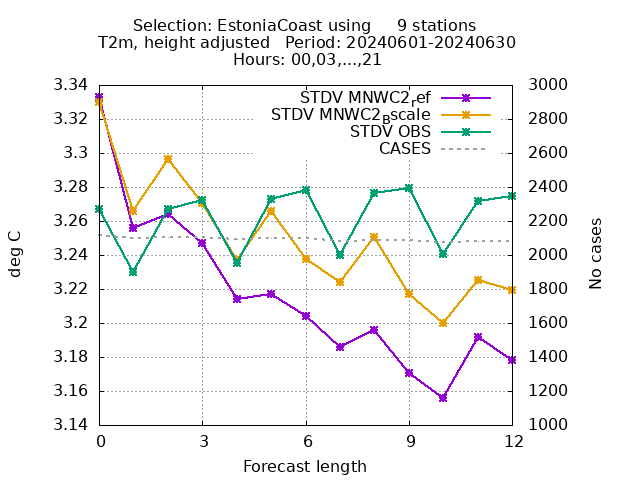 Selection: EstoniaCoast using     9 stations
T2m, height adjusted   Period: 20240601-20240630
Hours: 00,03,...,21
STDV MNWC2ref
STDV MNWC2Bscale
STDV OBS
CASES
3.34
3.32
3.3
3.28
3.26
3.24
3.22
3.2
3.18
3.16
3.14
3000
2800
2600
2400
2200
2000
1800
1600
1400
1200
1000
deg C
No cases
0 3 6 9 12
Forecast length